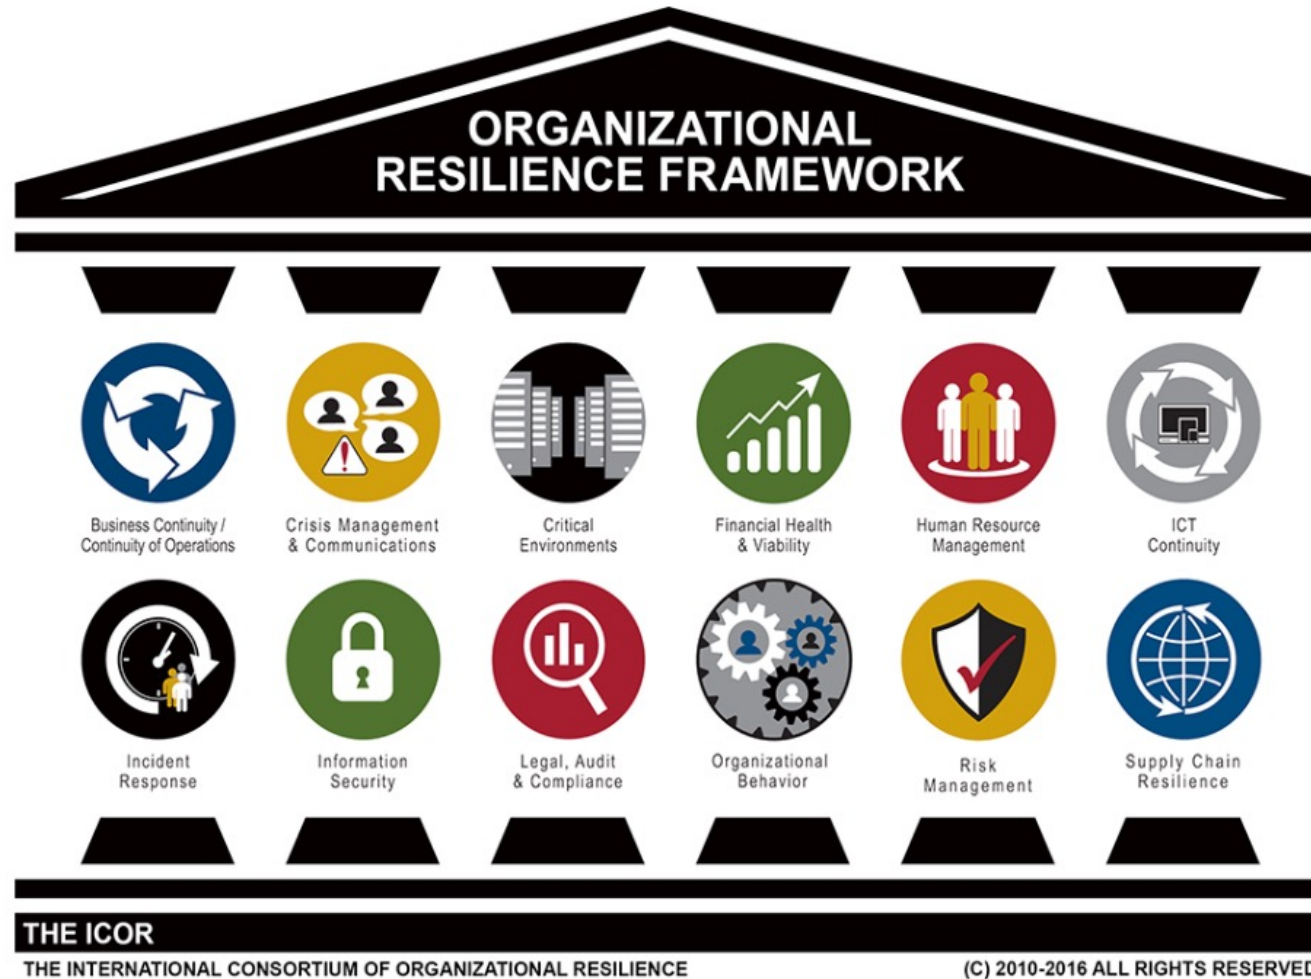 ORGANIZATIONAL
RESILIENCE FRAMEWORK
Business Continuity /
Continuity of Operations
Crisis Management
& Communications
Critical
Environments
Financial Health
& Viability
Human Resource
Management
ICT
Continuity
Incident
Response
Information
Security
Legal, Audit
& Compliance
Organizational
Behavior
Risk
Management
Supply Chain
Resilience
THE ICOR
THE INTERNATIONAL CONSORTIUM OF ORGANIZATIONAL RESILIENCE
(C) 2010-2016 ALL RIGHTS RESERVED